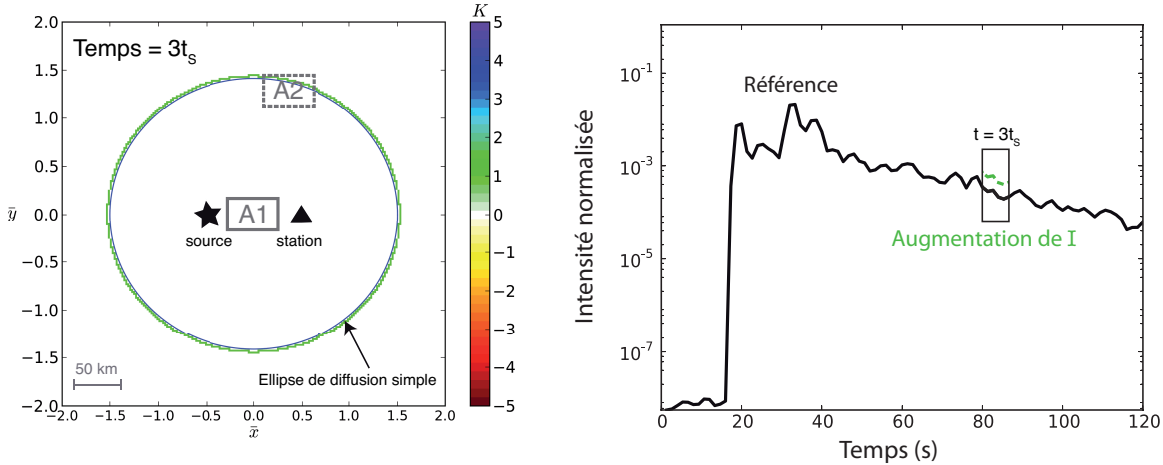 Temps = 3tₛ
A2
A1
source
station
Ellipse de diffusion simple
50 km
2.0
1.5
1.0
0.5
0.0
−0.5
−1.0
−1.5
−2.0
ȳ
−2.0 −1.5 −1.0 −0.5 0.0 0.5 1.0 1.5 2.0
x̄
K
5
4
3
2
1
0
−1
−2
−3
−4
−5
Référence
t = 3tₛ
Augmentation de I
10⁻¹
10⁻³
10⁻⁵
10⁻⁷
Intensité normalisée
0 20 40 60 80 100 120
Temps (s)